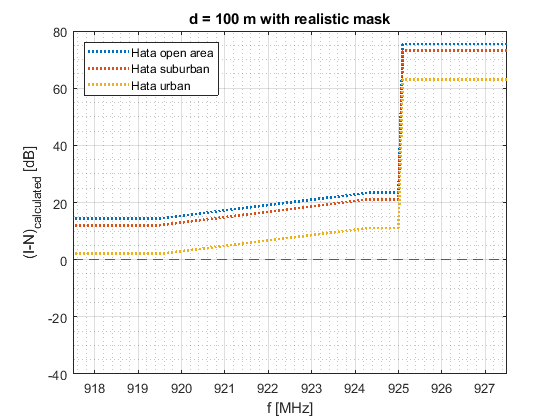 d = 100 m with realistic mask
80
60
40
20
0
-20
-40
(I-N)calculated [dB]
Hata open area
Hata suburban
Hata urban
918 919 920 921 922 923 924 925 926 927
f [MHz]